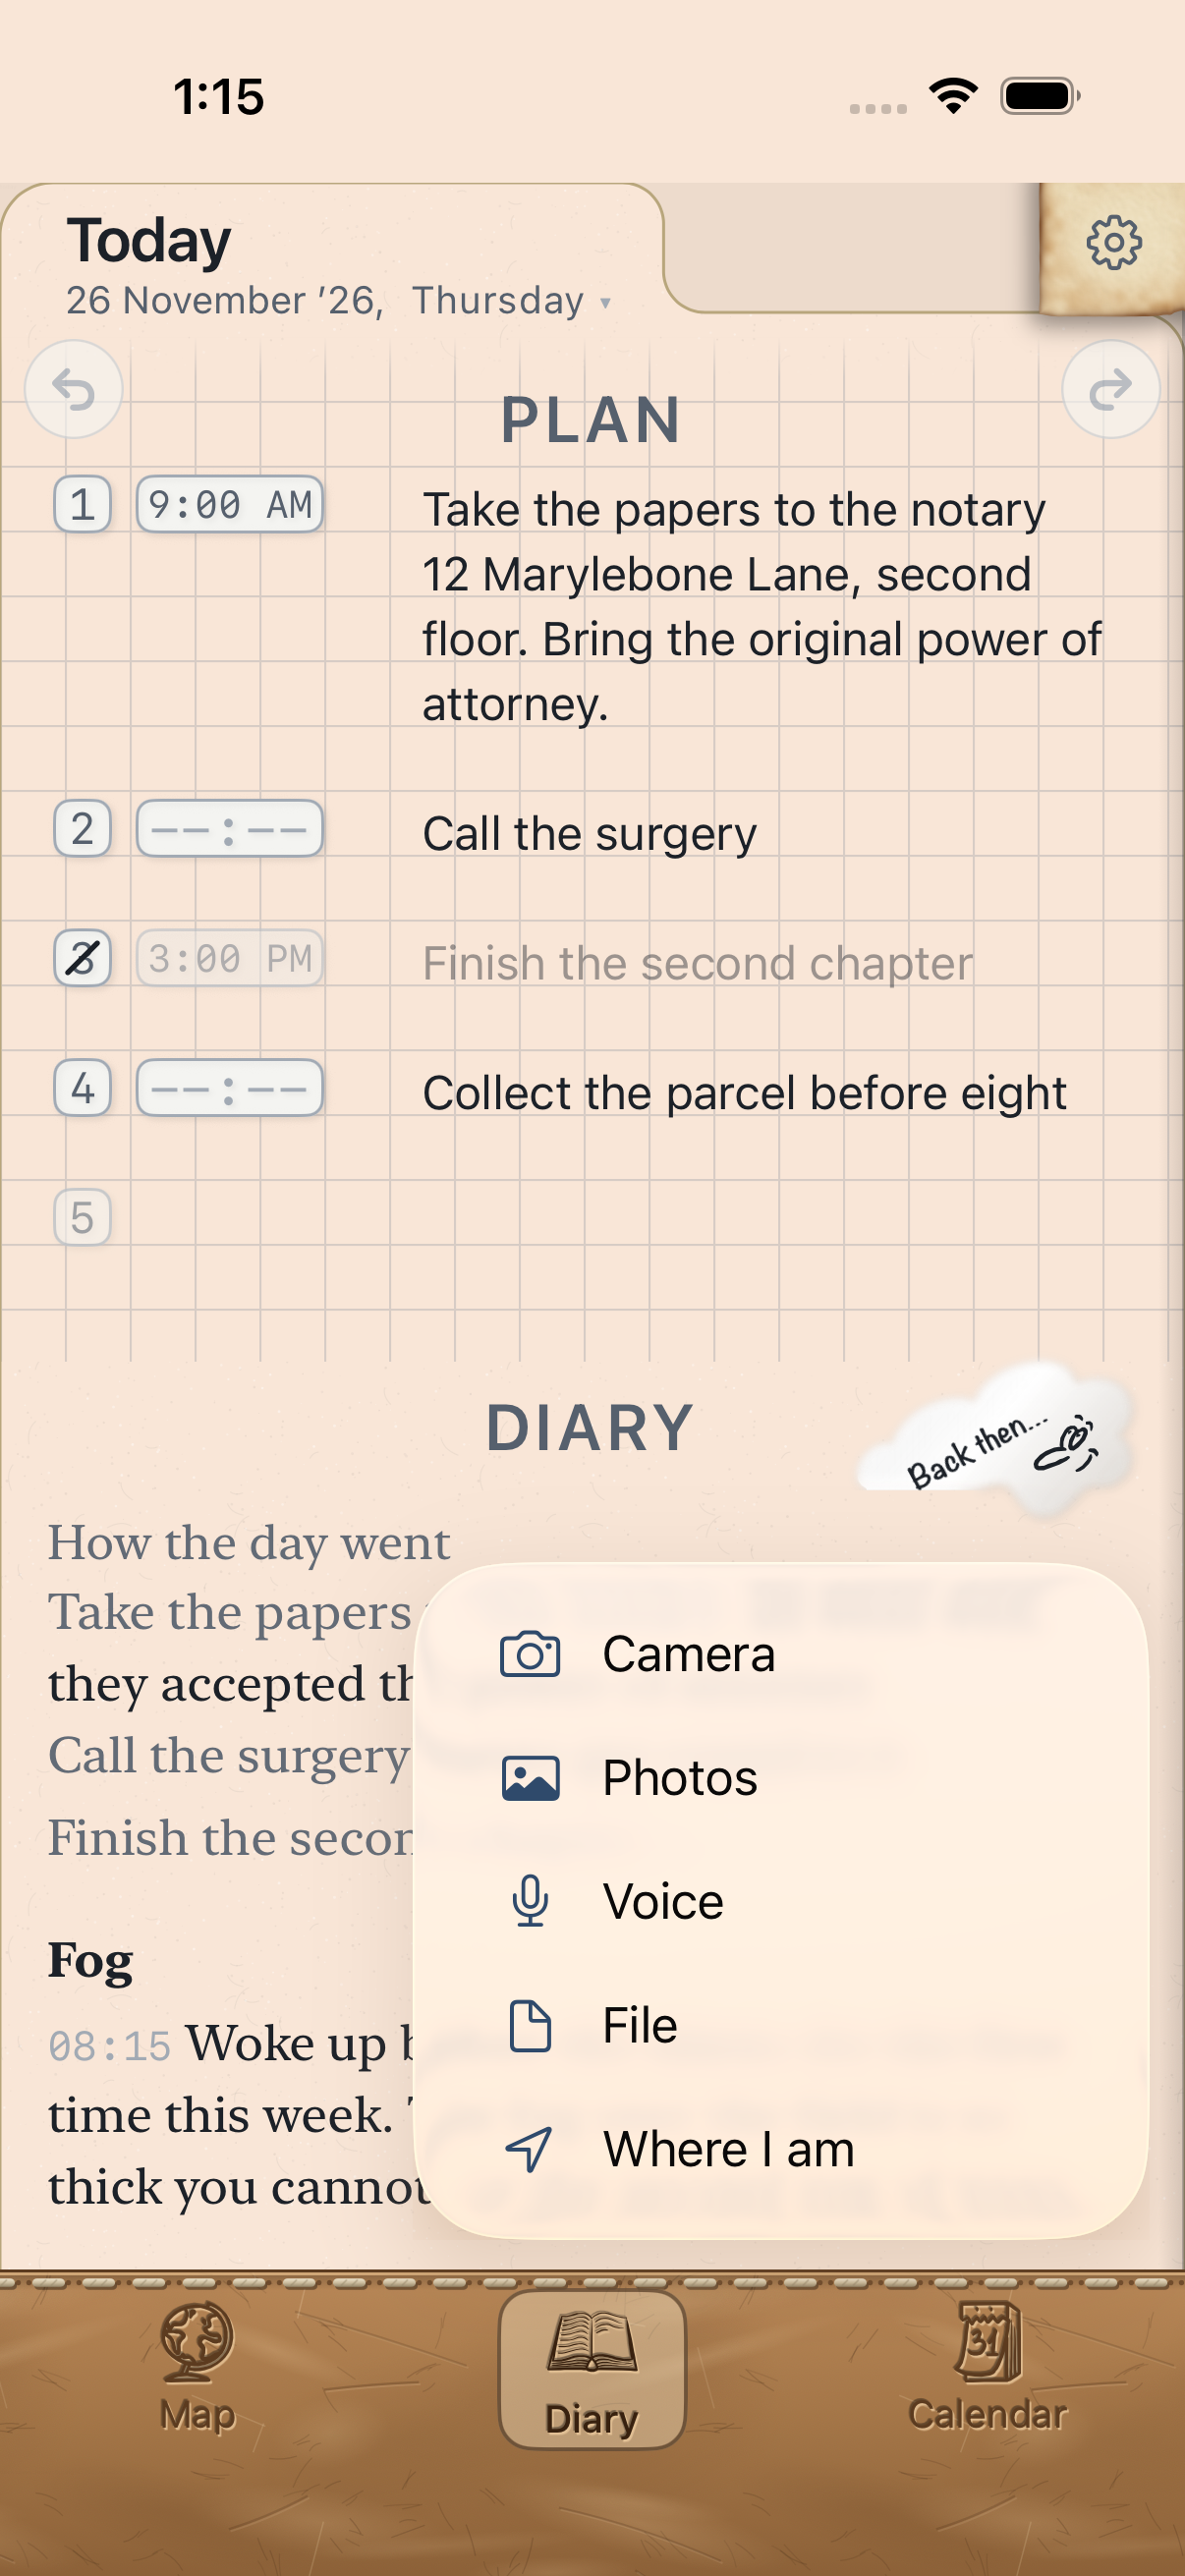 1:15
Today
26 November ’26, Thursday
PLAN
1 9:00 AM Take the papers to the notary
12 Marylebone Lane, second
floor. Bring the original power of
attorney.
2 --:-- Call the surgery
3 3:00 PM Finish the second chapter
4 --:-- Collect the parcel before eight
5
DIARY
Back then...
How the day went
Take the papers
they accepted
Call the surgery
Finish the
Fog
08:15 Woke up
time this week.
thick you cannot
Camera
Photos
Voice
File
Where I am
Map
Diary
31
Calendar